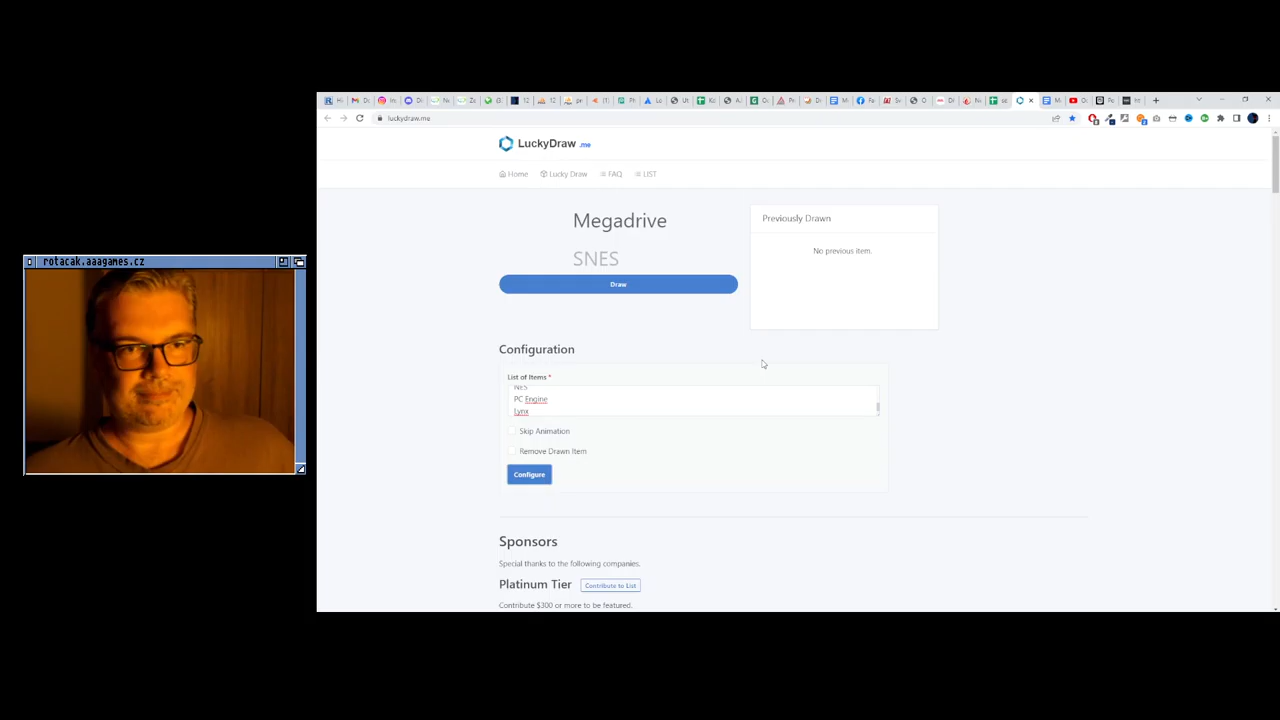 luckydraw.me
LuckyDraw .me
Home Lucky Draw FAQ LIST
Megadrive
SNES
Draw
Previously Drawn
No previous item.
rotacak.aaagames.cz
Configuration
List of Items *
NES
PC Engine
Lynx
Skip Animation
Remove Drawn Item
Configure
Sponsors
Special thanks to the following companies.
Platinum Tier Contribute to List
Contribute $300 or more to be featured.